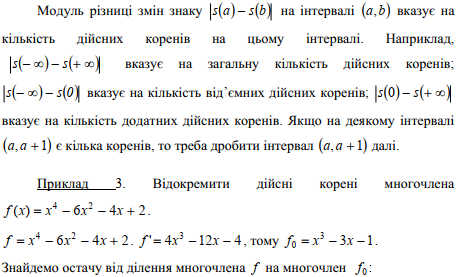 Модуль різниці змін знаку |s(a) − s(b)| на інтервалі (a, b) вказує на
кількість дійсних коренів на цьому інтервалі. Наприклад,
|s(− ∞) − s(+ ∞)| вказує на загальну кількість дійсних коренів;
|s(− ∞) − s(0)| вказує на кількість від’ємних дійсних коренів; |s(0) − s(+ ∞)|
вказує на кількість додатних дійсних коренів. Якщо на деякому інтервалі
(a, a + 1) є кілька коренів, то треба дробити інтервал (a, a + 1) далі.
Приклад 3. Відокремити дійсні корені многочлена
f(x) = x⁴ − 6x² − 4x + 2.
f = x⁴ − 6x² − 4x + 2. f' = 4x³ − 12x − 4, тому f₀ = x³ − 3x − 1.
Знайдемо остачу від ділення многочлена f на многочлен f₀: